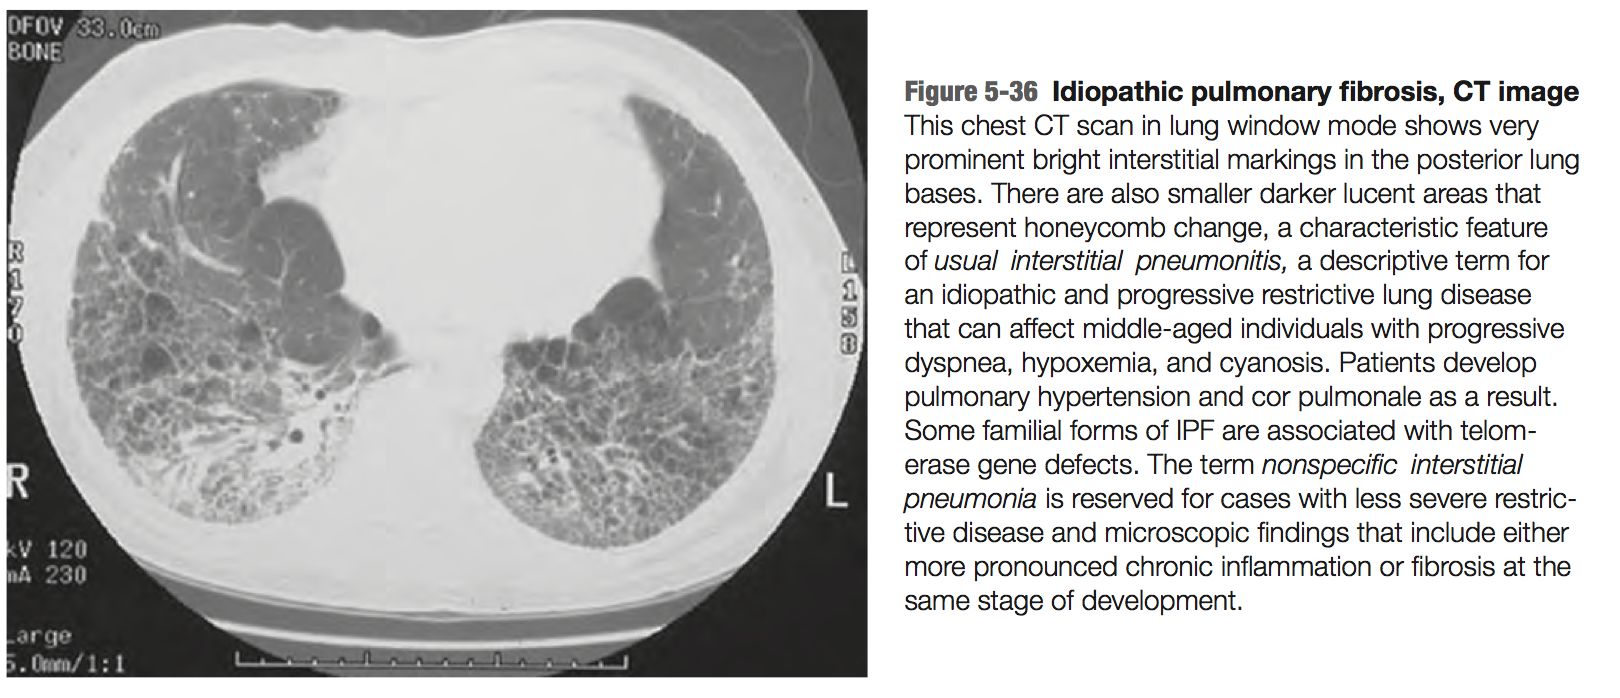 DFOV 33.0cm
BONE
R
1
7
0
L
1
5
8
R
L
kV 120
mA 230
Large
5.0mm/1:1
Figure 5-36 Idiopathic pulmonary fibrosis, CT image
This chest CT scan in lung window mode shows very
prominent bright interstitial markings in the posterior lung
bases. There are also smaller darker lucent areas that
represent honeycomb change, a characteristic feature
of usual interstitial pneumonitis, a descriptive term for
an idiopathic and progressive restrictive lung disease
that can affect middle-aged individuals with progressive
dyspnea, hypoxemia, and cyanosis. Patients develop
pulmonary hypertension and cor pulmonale as a result.
Some familial forms of IPF are associated with telom-
erase gene defects. The term nonspecific interstitial
pneumonia is reserved for cases with less severe restric-
tive disease and microscopic findings that include either
more pronounced chronic inflammation or fibrosis at the
same stage of development.